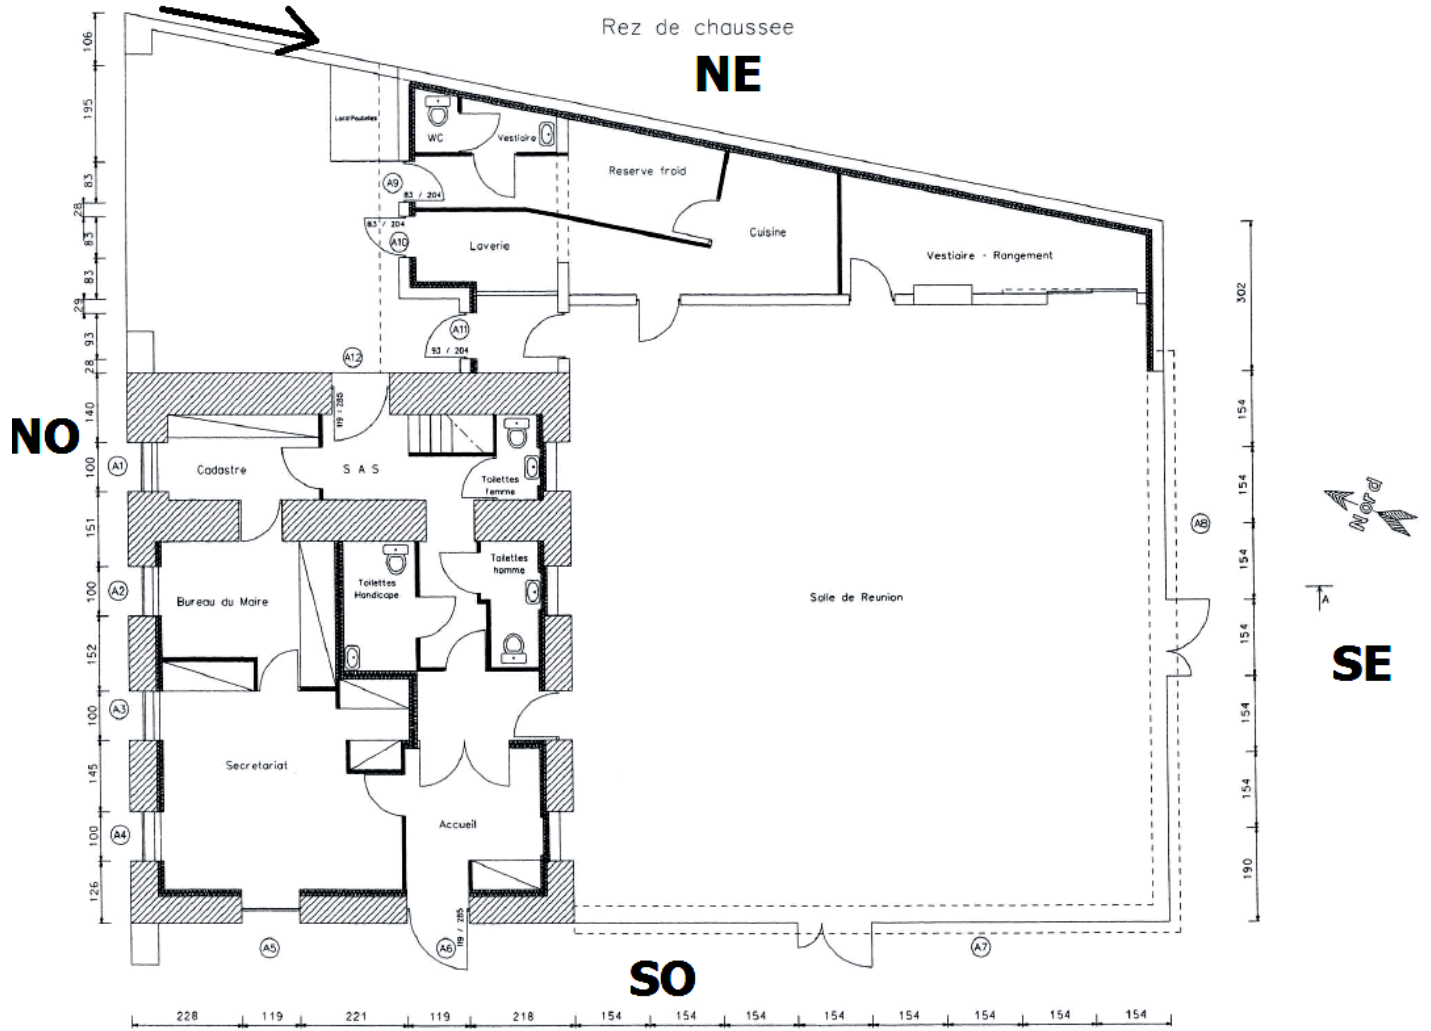 Rez de chaussee
NE
106
195
83
28
83
83
29
93
28
140
100
151
100
152
100
145
100
126
Local Poubelles
WC
Vestiaire
Reserve froid
A9
83 / 204
83 / 204
A10
Laverie
Cuisine
Vestiaire - Rangement
302
A11
93 / 204
A12
119 : 285
NO
A1
Cadastre
S A S
Toilettes
femme
154
154
154
154
154
154
190
Nord
A8
A
SE
A2
Bureau du Maire
Toilettes
Handicape
Toilettes
homme
Salle de Reunion
A3
Secretariat
A4
Accueil
119 / 285
A5
A6
A7
SO
228
119
221
119
218
154
154
154
154
154
154
154
154